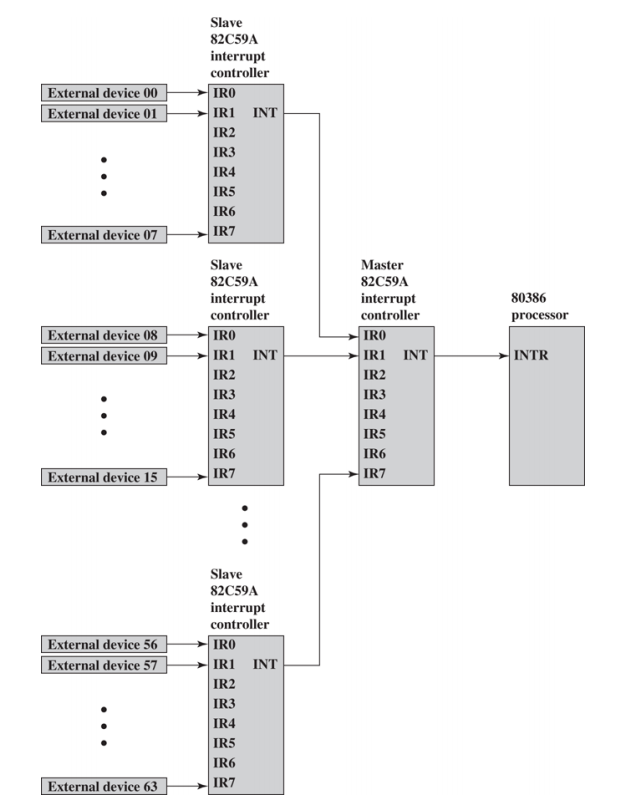 Slave
82C59A
interrupt
controller
External device 00
IR0
External device 01
IR1 INT
IR2
IR3
IR4
IR5
IR6
External device 07
IR7
Slave
82C59A
interrupt
controller
External device 08
IR0
External device 09
IR1 INT
IR2
IR3
IR4
IR5
IR6
External device 15
IR7
Master
82C59A
interrupt
controller
IR0
IR1 INT
IR2
IR3
IR4
IR5
IR6
IR7
80386
processor
INTR
Slave
82C59A
interrupt
controller
External device 56
IR0
External device 57
IR1 INT
IR2
IR3
IR4
IR5
IR6
External device 63
IR7